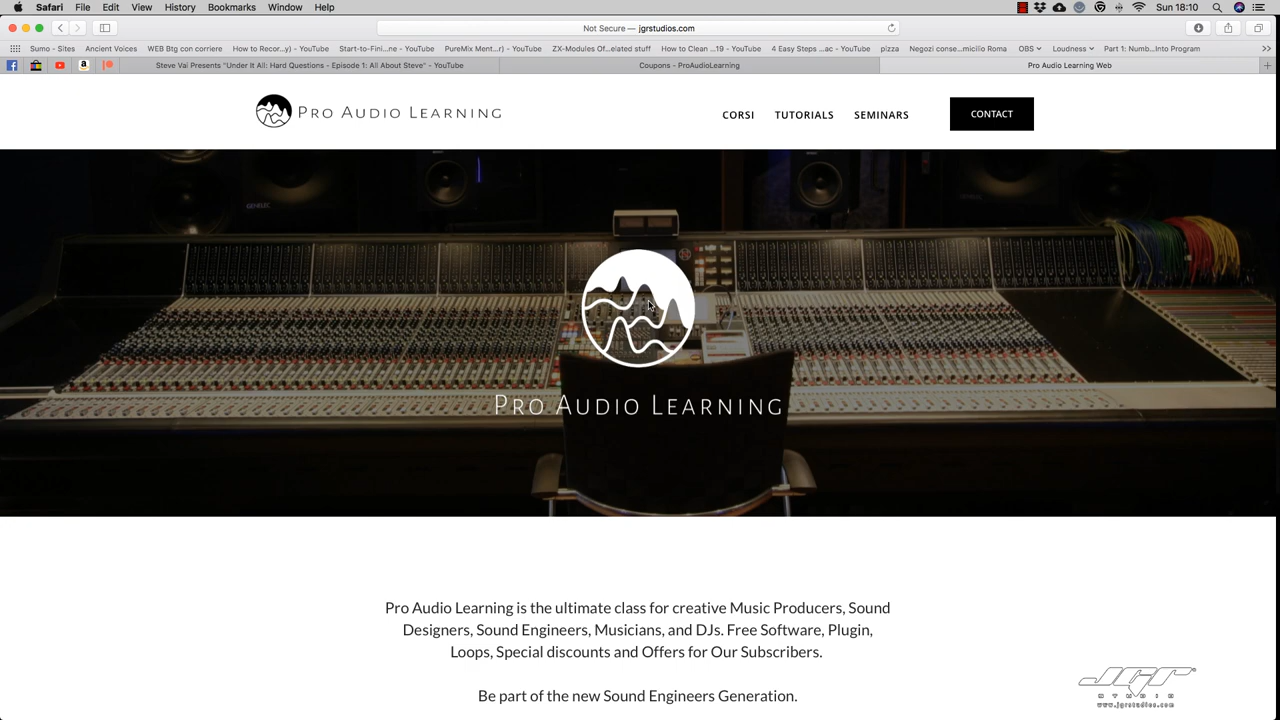 Safari File Edit View History Bookmarks Window Help Sun 18:10
Not Secure — jgrstudios.com
Sumo - Sites Ancient Voices WEB Btg con corriere How to Recor...y) - YouTube Start-to-Fini...ne - YouTube PureMix Ment...r) - YouTube ZX-Modules Of...elated stuff How to Clean ...19 - YouTube 4 Easy Steps ...ac - YouTube pizza Negozi conse...micilio Roma OBS Loudness Part 1: Numb...Into Program
Steve Vai Presents "Under It All: Hard Questions - Episode 1: All About Steve" - YouTube Coupons - ProAudioLearning Pro Audio Learning Web
Pro Audio Learning CORSI TUTORIALS SEMINARS CONTACT
Pro Audio Learning
Pro Audio Learning is the ultimate class for creative Music Producers, Sound
Designers, Sound Engineers, Musicians, and DJs. Free Software, Plugin,
Loops, Special discounts and Offers for Our Subscribers.
Be part of the new Sound Engineers Generation.
JGR
STUDIO
www.jgrstudios.com